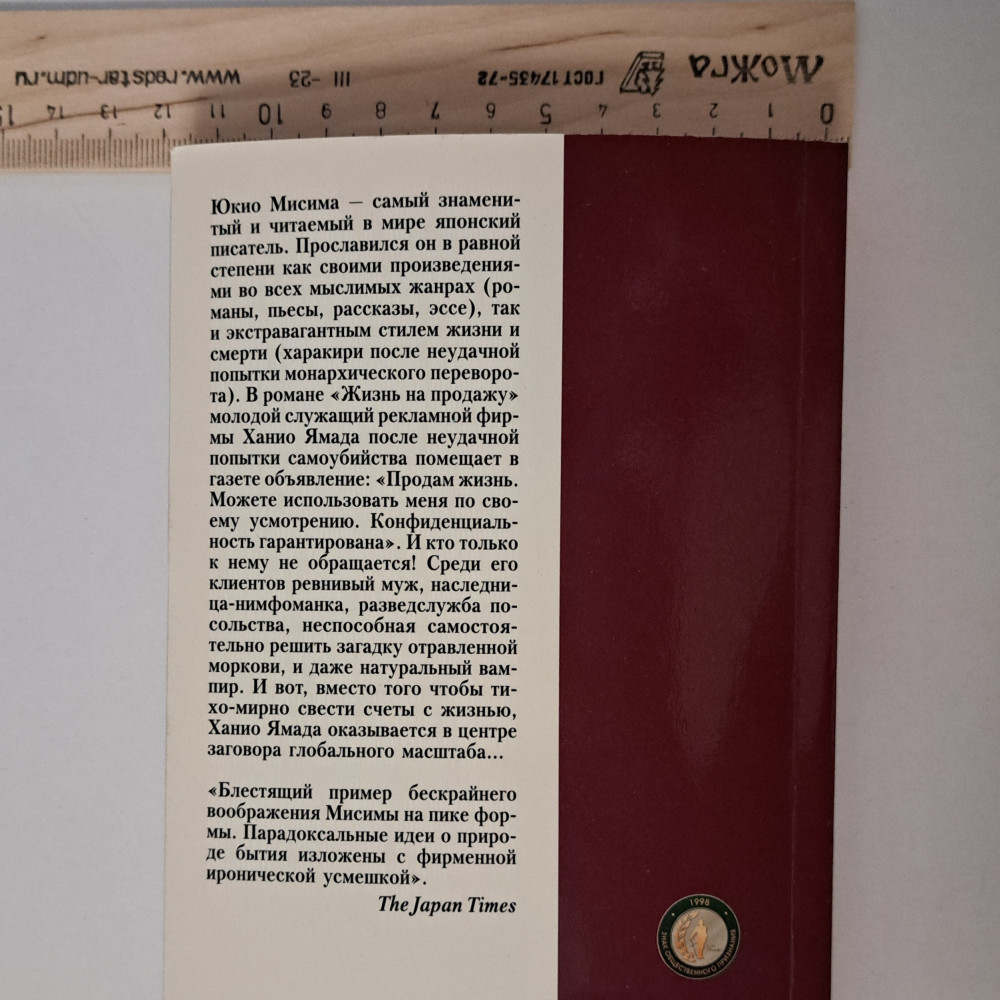 www.redstar-udm.ru
III -23
ГОСТ 17435-72
Можга
15 14 13 12 11 10 9 8 7 6 5 4 3 2 1 0
Юкио Мисима — самый знамени-
тый и читаемый в мире японский
писатель. Прославился он в равной
степени как своими произведения-
ми во всех мыслимых жанрах (ро-
маны, пьесы, рассказы, эссе), так
и экстравагантным стилем жизни и
смерти (харакири после неудачной
попытки монархического переворо-
та). В романе «Жизнь на продажу»
молодой служащий рекламной фир-
мы Ханио Ямада после неудачной
попытки самоубийства помещает в
газете объявление: «Продам жизнь.
Можете использовать меня по сво-
ему усмотрению. Конфиденциаль-
ность гарантирована». И кто только
к нему не обращается! Среди его
клиентов ревнивый муж, наследни-
ца-нимфоманка, разведслужба по-
сольства, неспособная самостоя-
тельно решить загадку отравленной
моркови, и даже натуральный вам-
пир. И вот, вместо того чтобы ти-
хо-мирно свести счеты с жизнью,
Ханио Ямада оказывается в центре
заговора глобального масштаба...
«Блестящий пример бескрайнего
воображения Мисимы на пике фор-
мы. Парадоксальные идеи о приро-
де бытия изложены с фирменной
иронической усмешкой».
The Japan Times
1998
ЗНАК ОБЩЕСТВЕННОГО ПРИЗНАНИЯ